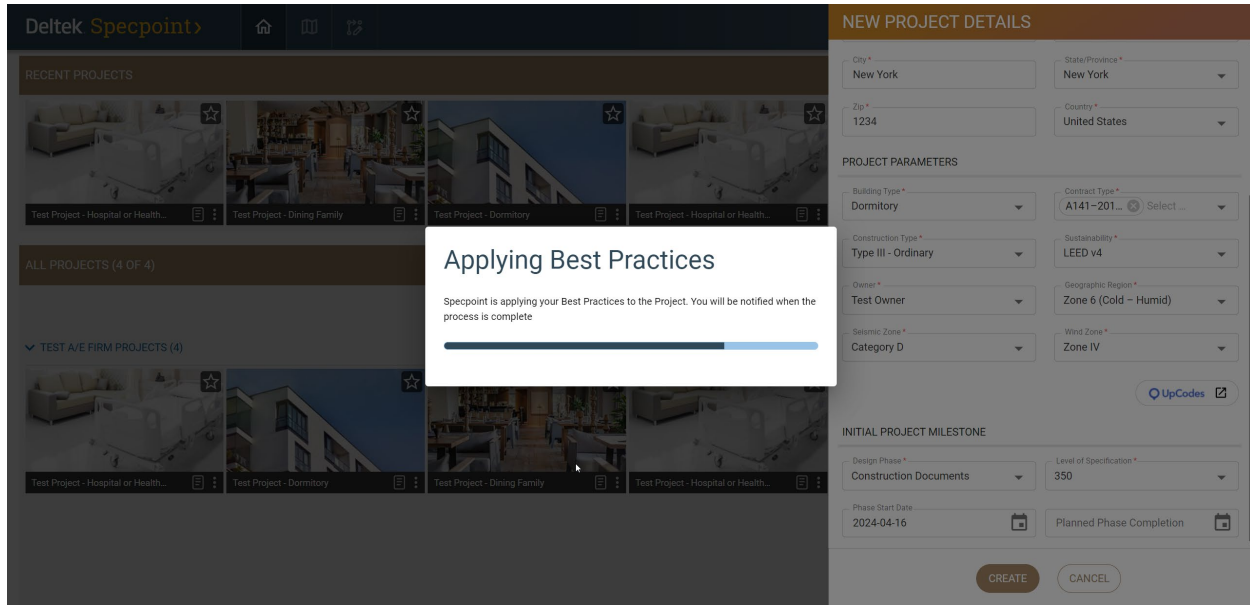 Deltek Specpoint>
RECENT PROJECTS
Test Project - Hospital or Health...
Test Project - Dining Family
Test Project - Dormitory
Test Project - Hospital or Health...
ALL PROJECTS (4 OF 4)
TEST A/E FIRM PROJECTS (4)
Test Project - Hospital or Health...
Test Project - Dormitory
Test Project - Dining Family
Test Project - Hospital or Health...
Applying Best Practices
Specpoint is applying your Best Practices to the Project. You will be notified when the
process is complete
NEW PROJECT DETAILS
City *
New York
State/Province *
New York
Zip *
1234
Country *
United States
PROJECT PARAMETERS
Building Type *
Dormitory
Contract Type *
A141–201... Select ...
Construction Type *
Type III - Ordinary
Sustainability *
LEED v4
Owner *
Test Owner
Geographic Region *
Zone 6 (Cold – Humid)
Seismic Zone *
Category D
Wind Zone *
Zone IV
UpCodes
INITIAL PROJECT MILESTONE
Design Phase *
Construction Documents
Level of Specification *
350
Phase Start Date
2024-04-16
Planned Phase Completion
CREATE
CANCEL